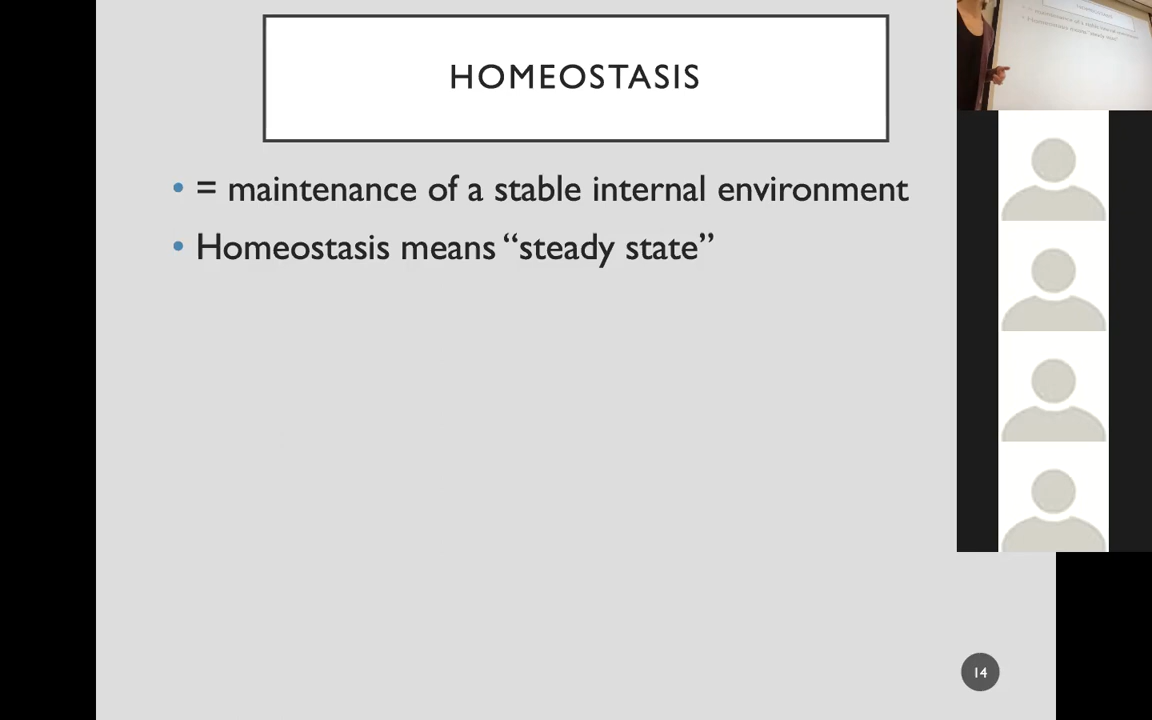 HOMEOSTASIS
• = maintenance of a stable internal environment
• Homeostasis means “steady state”
14